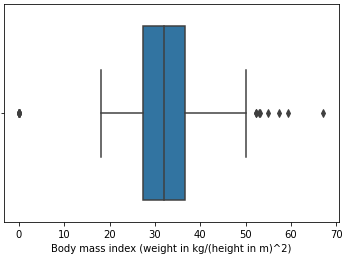 0 10 20 30 40 50 60 70
Body mass index (weight in kg/(height in m)^2)